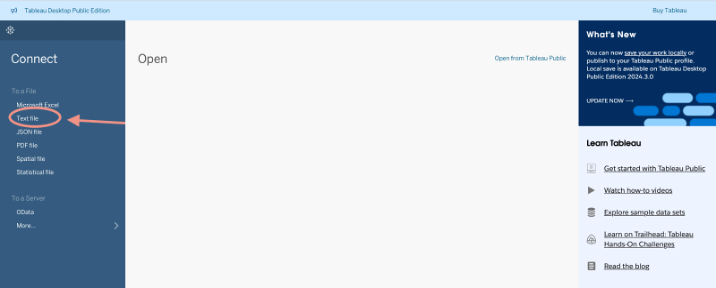 Tableau Desktop Public Edition
Buy Tableau
Connect
To a File
Microsoft Excel
Text file
JSON file
PDF file
Spatial file
Statistical file
To a Server
OData
More...
Open
Open from Tableau Public
What's New
You can now save your work locally or
publish to your Tableau Public profile.
Local save is available on Tableau Desktop
Public Edition 2024.3.0
UPDATE NOW →
Learn Tableau
Get started with Tableau Public
Watch how-to videos
Explore sample data sets
Learn on Trailhead: Tableau
Hands-On Challenges
Read the blog